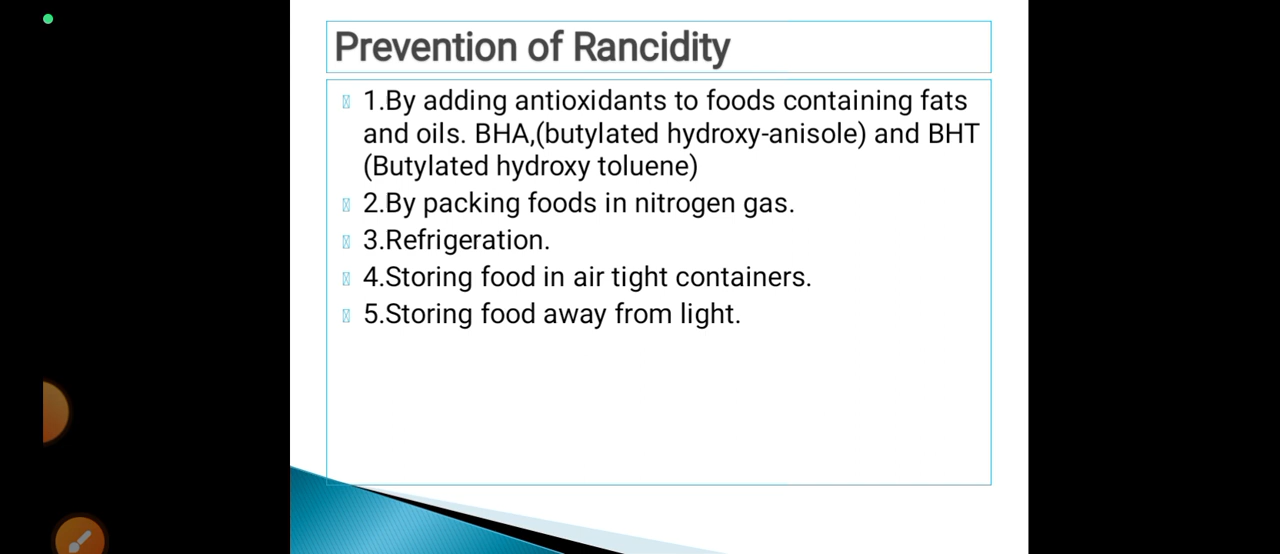 Prevention of Rancidity
1.By adding antioxidants to foods containing fats
and oils. BHA,(butylated hydroxy-anisole) and BHT
(Butylated hydroxy toluene)
2.By packing foods in nitrogen gas.
3.Refrigeration.
4.Storing food in air tight containers.
5.Storing food away from light.